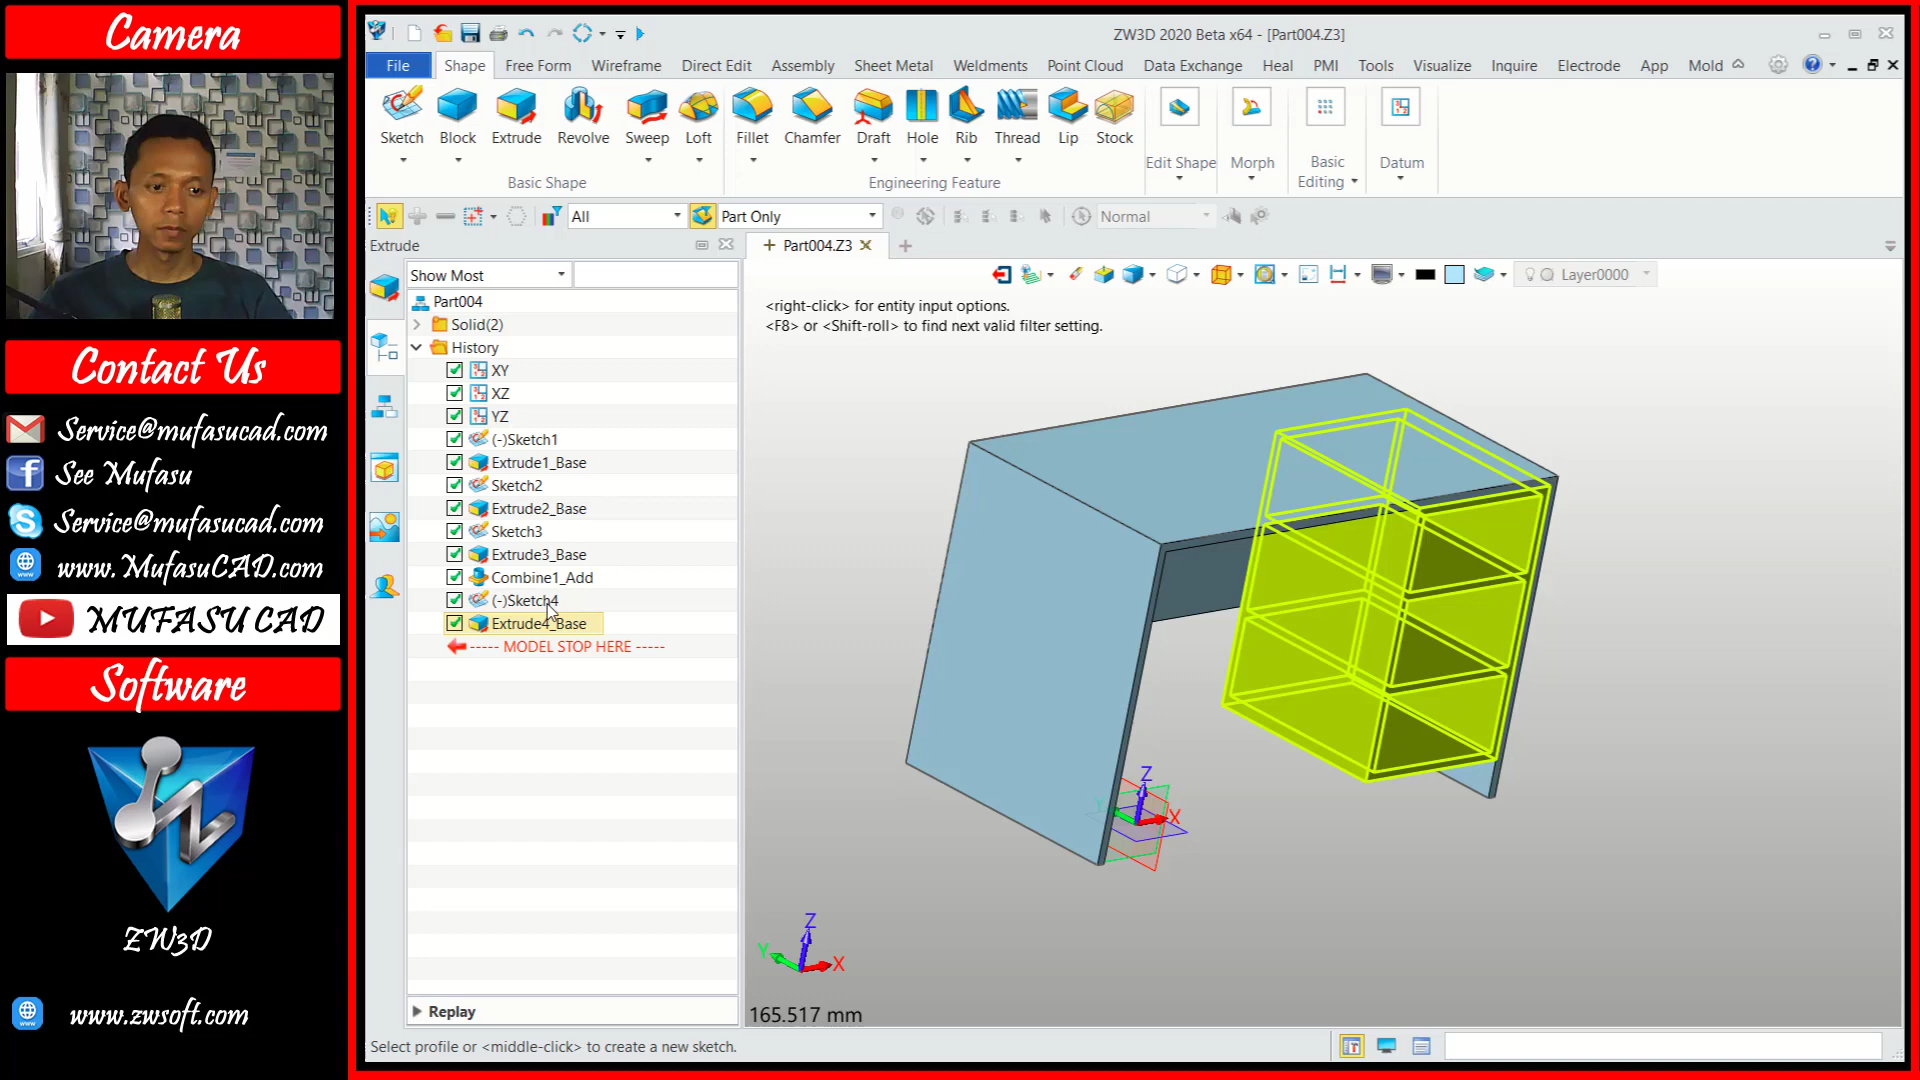 Camera
Contact Us
Service@mufasucad.com
See Mufasu
Service@mufasucad.com
www.MufasuCAD.com
MUFASU CAD
Software
ZW3D
www.zwsoft.com
ZW3D 2020 Beta x64 - [Part004.Z3]
File Shape Free Form Wireframe Direct Edit Assembly Sheet Metal Weldments Point Cloud Data Exchange Heal PMI Tools Visualize Inquire Electrode App Mold
Sketch Block Extrude Revolve Sweep Loft Fillet Chamfer Draft Hole Rib Thread Lip Stock
Edit Shape Morph Basic Editing Datum
Basic Shape Engineering Feature
All Part Only Normal
Extrude
Part004.Z3
Show Most
Layer0000
Part004
Solid(2)
History
XY
XZ
YZ
(-)Sketch1
Extrude1_Base
Sketch2
Extrude2_Base
Sketch3
Extrude3_Base
Combine1_Add
(-)Sketch4
Extrude4_Base
----- MODEL STOP HERE -----
Replay
<right-click> for entity input options.
<F8> or <Shift-roll> to find next valid filter setting.
Z
Y
X
Z
Y
X
165.517 mm
Select profile or <middle-click> to create a new sketch.